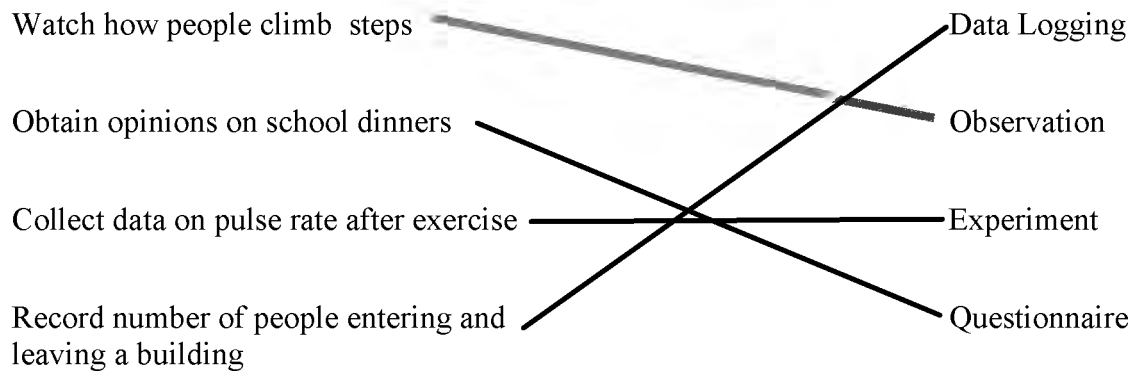 Watch how people climb steps
Data Logging
Obtain opinions on school dinners
Observation
Collect data on pulse rate after exercise
Experiment
Record number of people entering and
leaving a building
Questionnaire